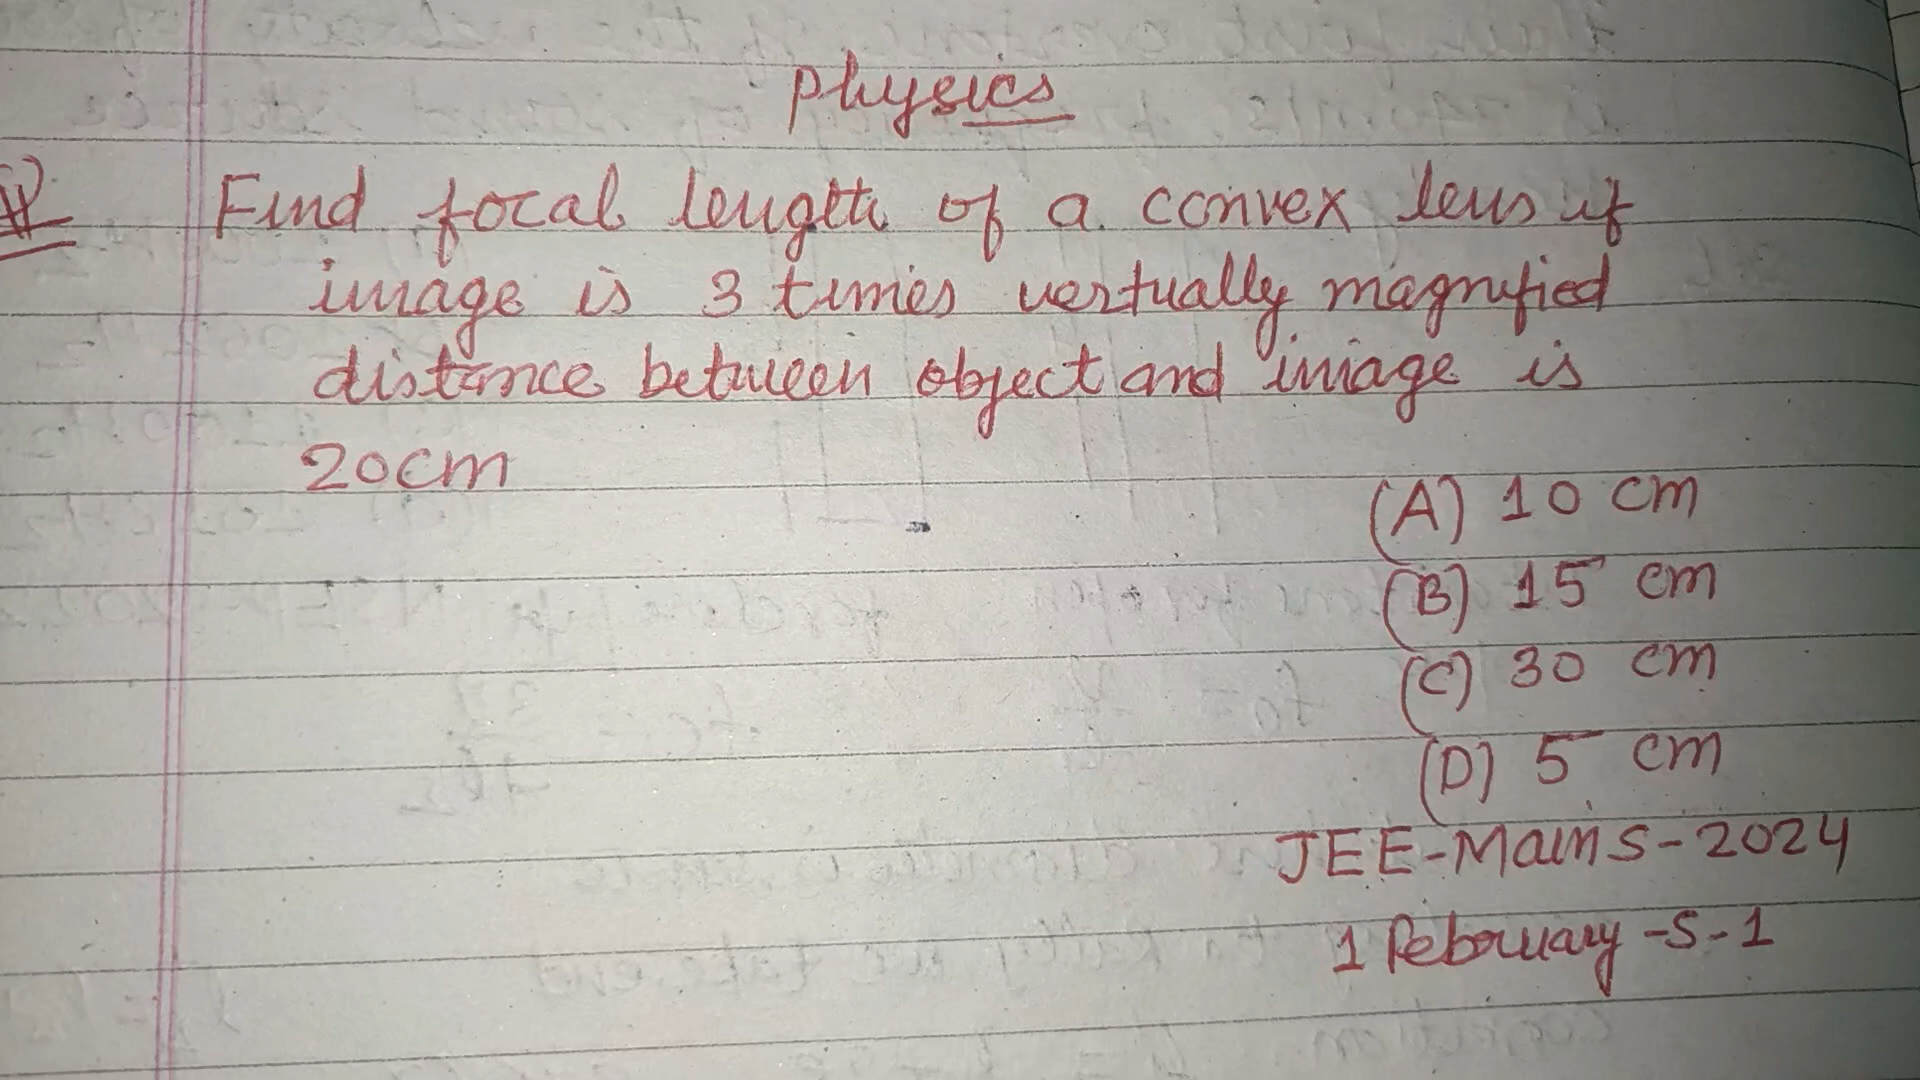 Physics
Find focal length of a convex lens if
image is 3 times vertually magnified
distance between object and image is
20cm
(A) 10 cm
(B) 15 cm
(C) 30 cm
(D) 5 cm
JEE-Mains-2024
1 February-S-1